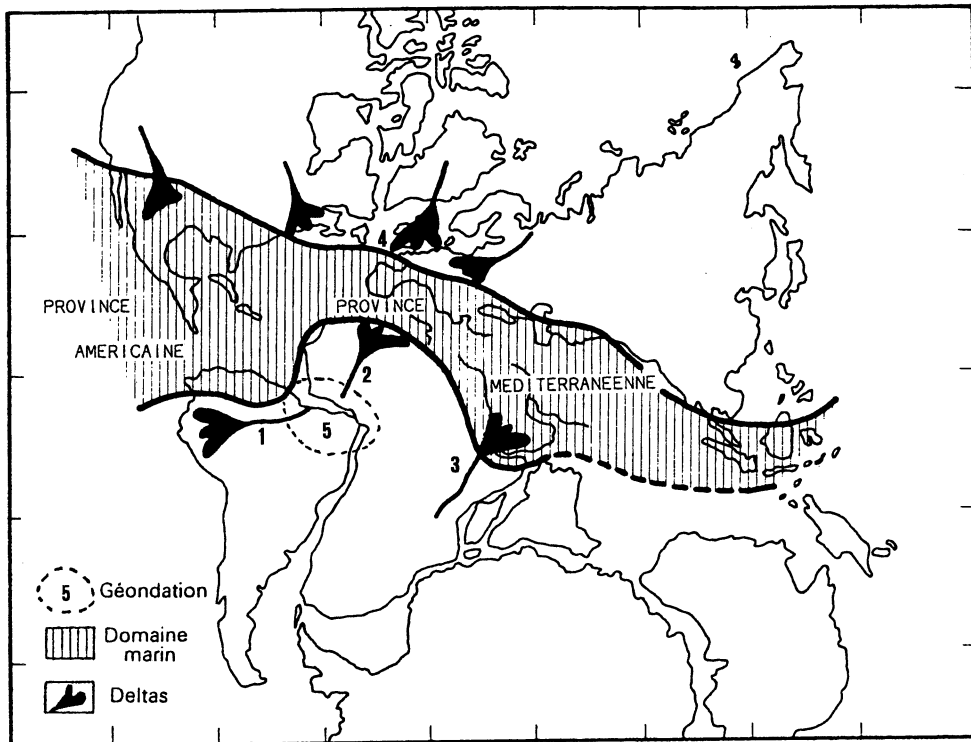 4
PROVINCE
PROVINCE
AMERICAINE
MEDITERRANEENNE
2
1
5
3
5 Géondation
Domaine
marin
Deltas